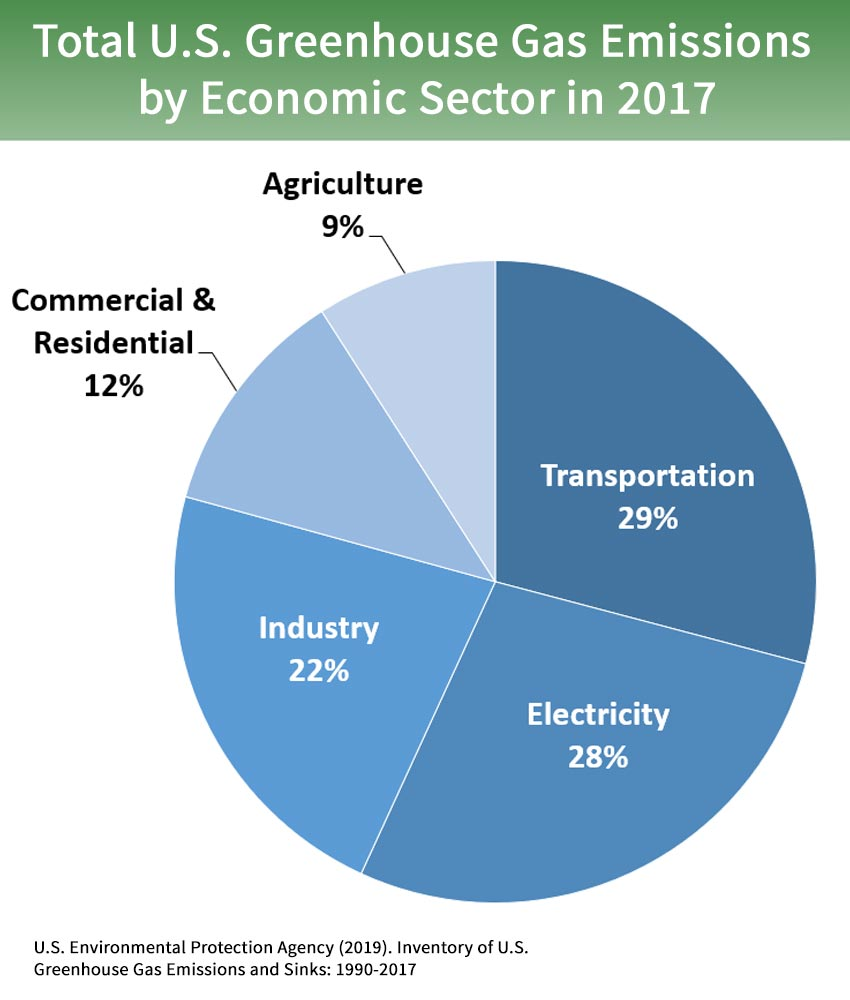 Total U.S. Greenhouse Gas Emissions
by Economic Sector in 2017
Agriculture
9%
Commercial &
Residential
12%
Transportation
29%
Industry
22%
Electricity
28%
U.S. Environmental Protection Agency (2019). Inventory of U.S.
Greenhouse Gas Emissions and Sinks: 1990-2017